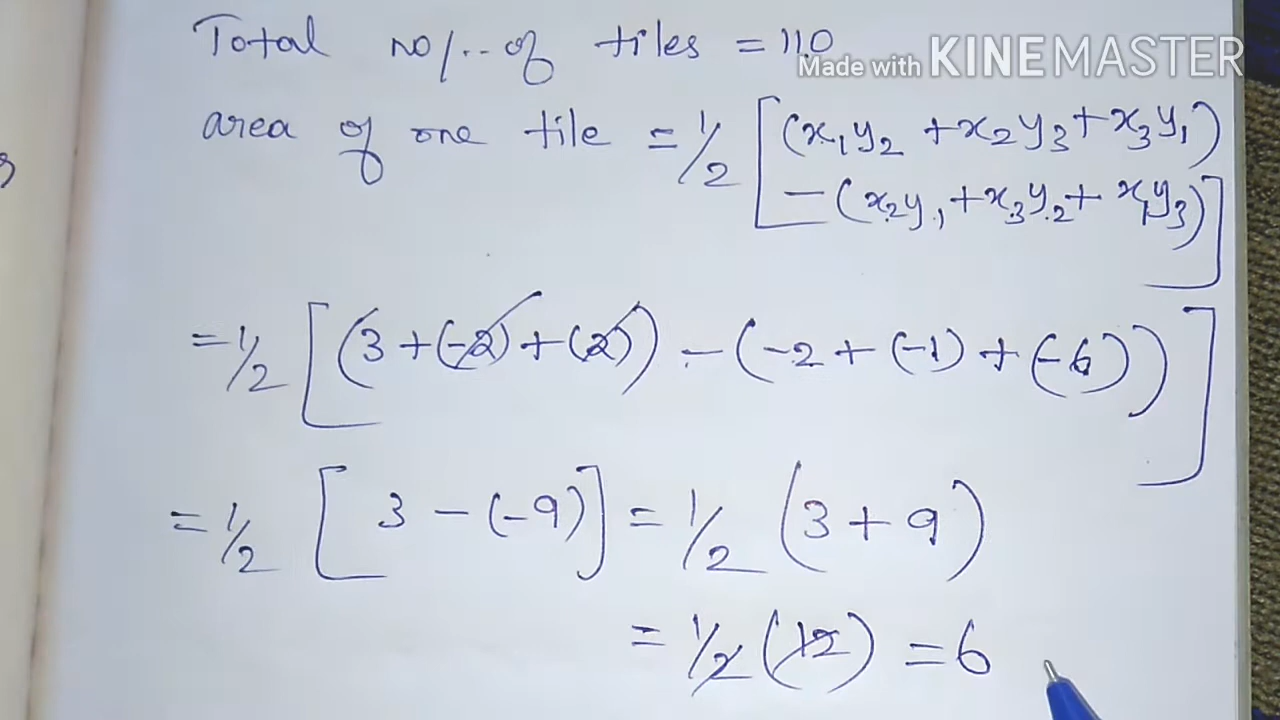 Total no/.. of tiles = 110
Made with KINEMASTER
area of one tile = 1/2 [(x₁y₂ + x₂y₃ + x₃y₁)
− (x₂y₁ + x₃y₂ + x₁y₃)]
= 1/2 [(3 + (-2) + (2)) − (-2 + (-1) + (-6))]
= 1/2 [3 − (-9)] = 1/2 (3 + 9)
= 1/2 (12) = 6